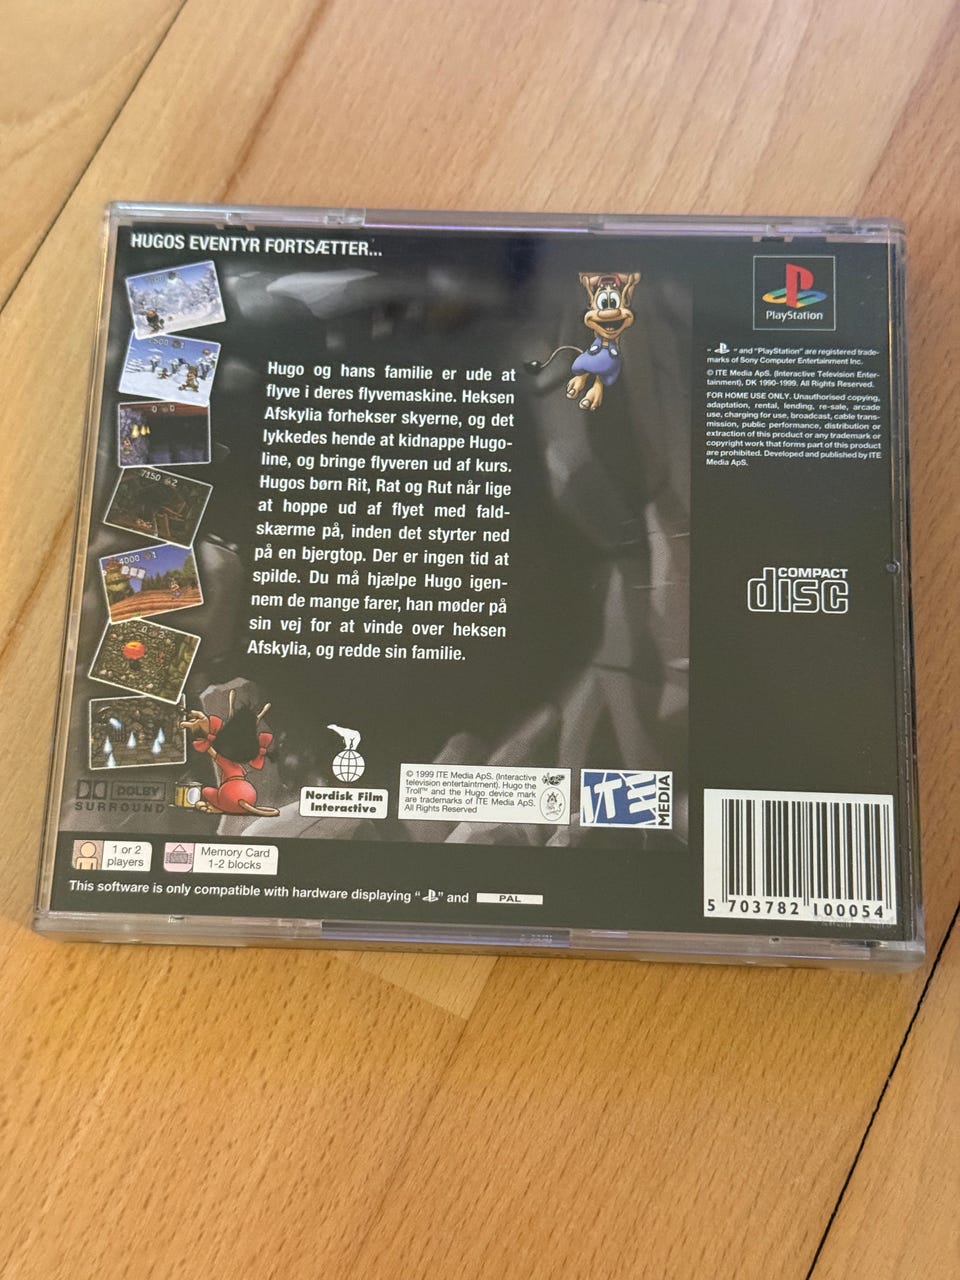 HUGOS EVENTYR FORTSÆTTER...
Hugo og hans familie er ude at
flyve i deres flyvemaskine. Heksen
Afskylia forhekser skyerne, og det
lykkedes hende at kidnappe Hugo-
line, og bringe flyveren ud af kurs.
Hugos børn Rit, Rat og Rut når lige
at hoppe ud af flyet med fald-
skærme på, inden det styrter ned
på en bjergtop. Der er ingen tid at
spilde. Du må hjælpe Hugo igen-
nem de mange farer, han møder på
sin vej for at vinde over heksen
Afskylia, og redde sin familie.
7150 2
4000 1
DOLBY
SURROUND
Nordisk Film
Interactive
© 1999 ITE Media ApS. (Interactive
television entertaintment). Hugo the
Troll™ and the Hugo device mark
are trademarks of ITE Media ApS.
All Rights Reserved
ITE
MEDIA
1 or 2
players
Memory Card
1-2 blocks
This software is only compatible with hardware displaying " " and PAL
PlayStation
" " and "PlayStation" are registered trade-
marks of Sony Computer Entertainment Inc.
© ITE Media ApS. (Interactive Television Enter-
tainment), DK 1990-1999. All Rights Reserved.
FOR HOME USE ONLY. Unauthorised copying,
adaptation, rental, lending, re-sale, arcade
use, charging for use, broadcast, cable trans-
mission, public performance, distribution or
extraction of this product or any trademark or
copyright work that forms part of this product
are prohibited. Developed and published by ITE
Media ApS.
COMPACT
disc
5 703782 100054